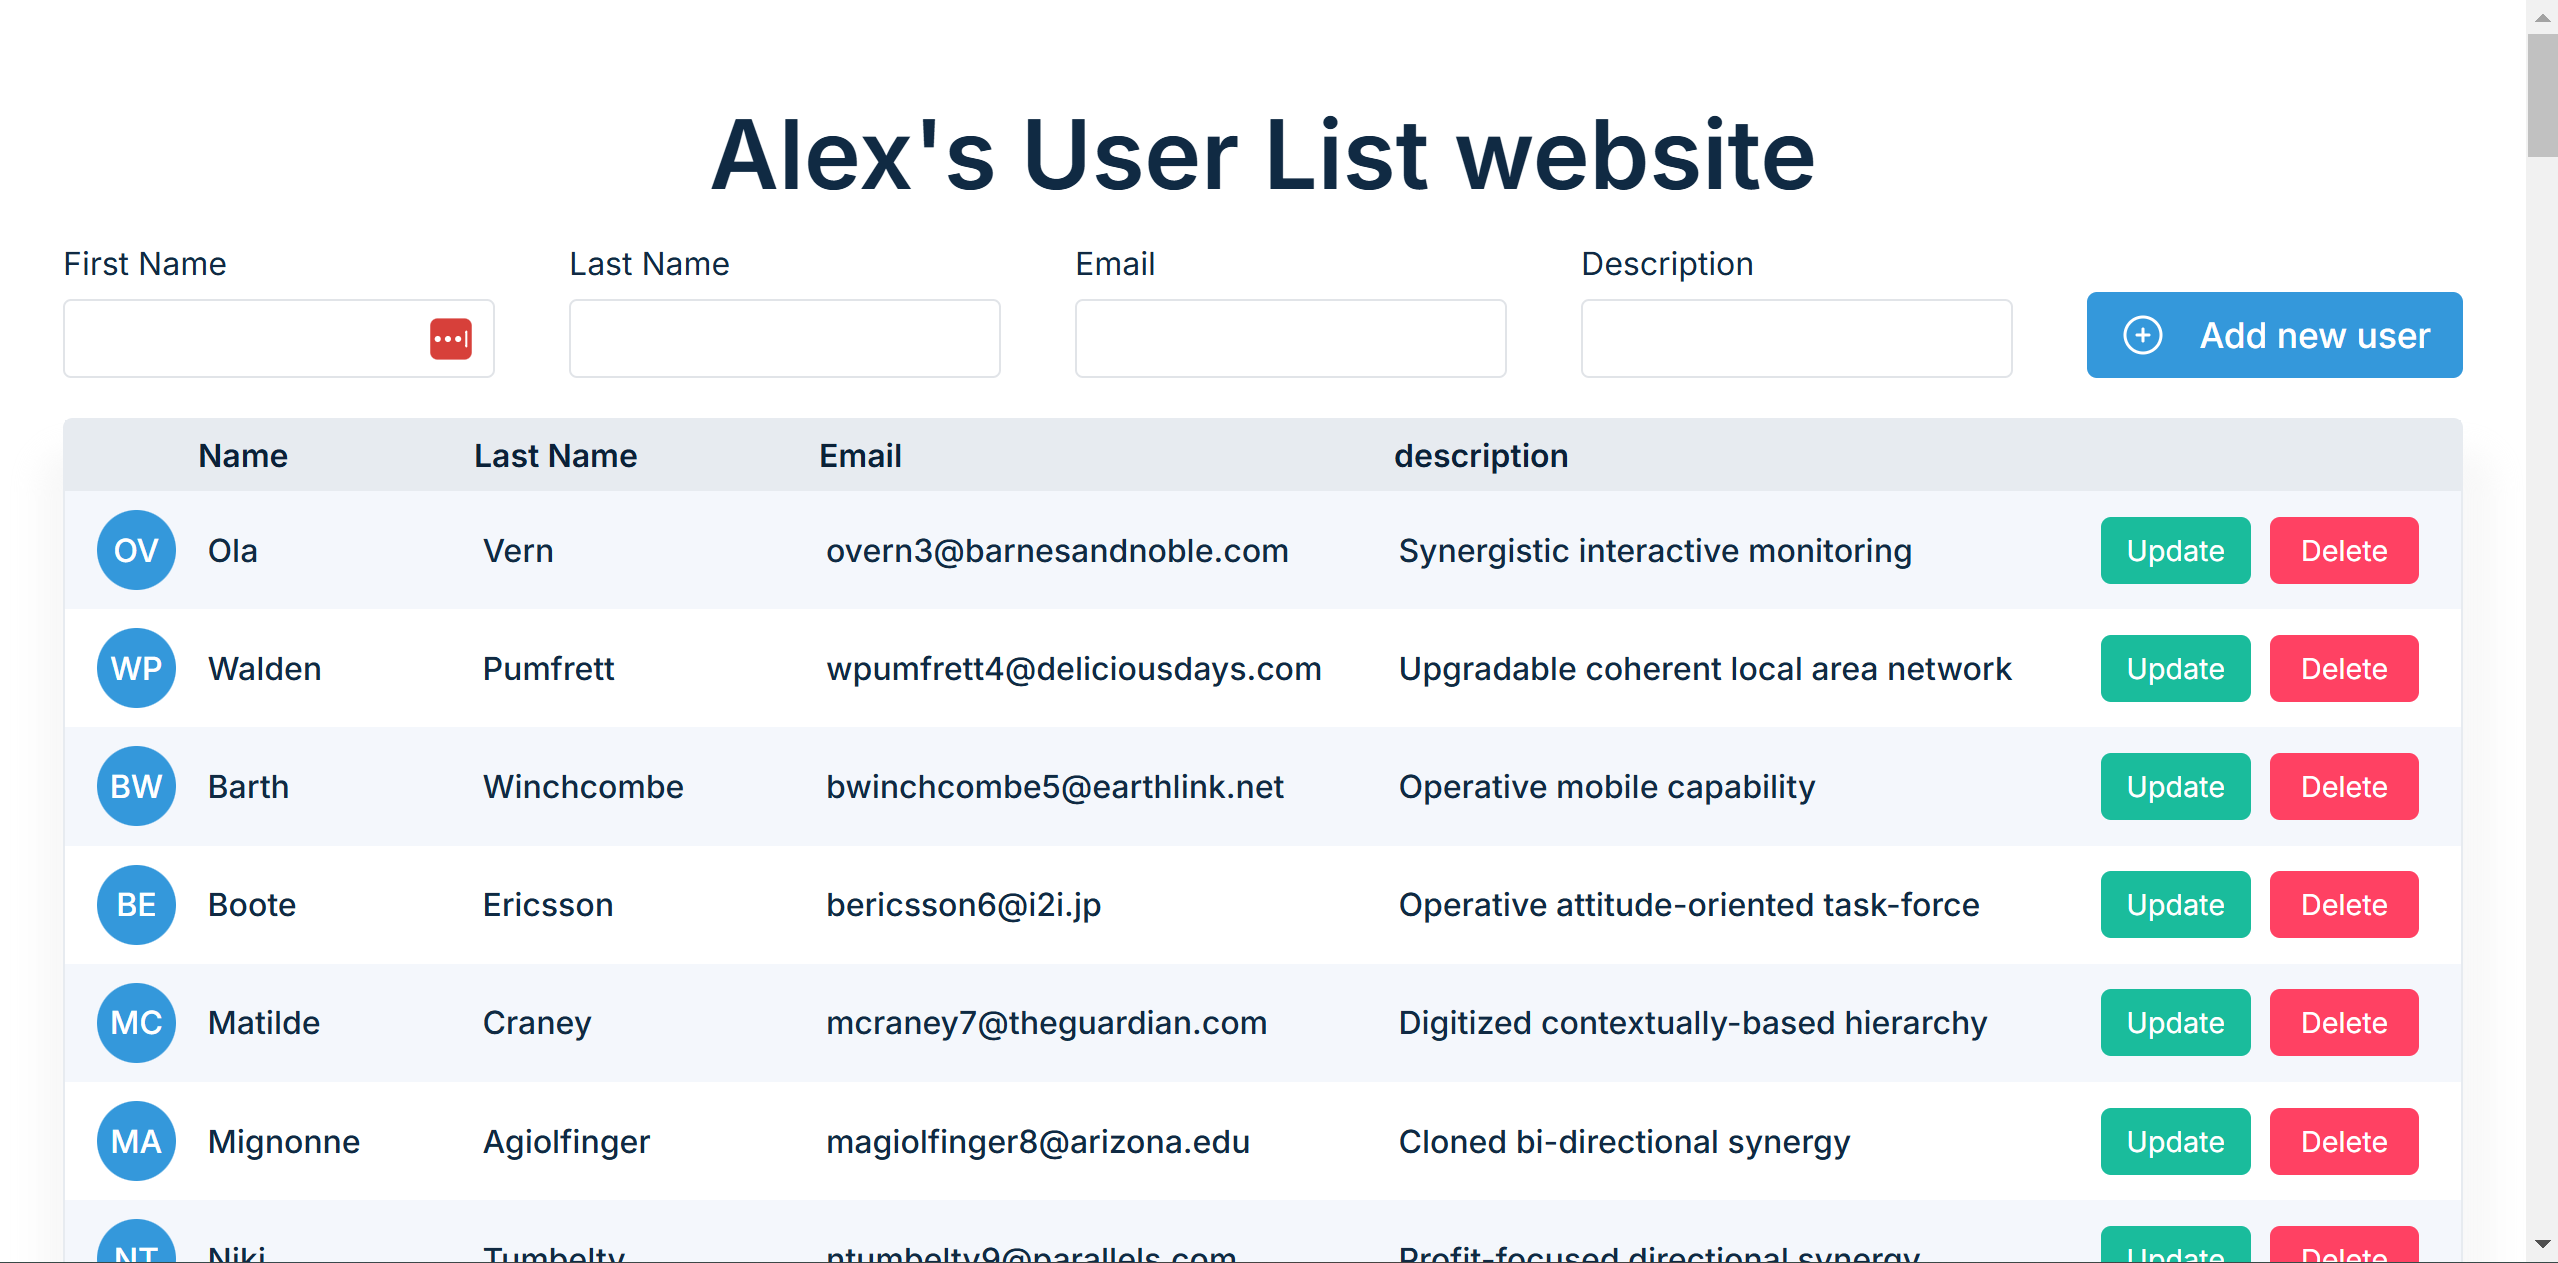 Alex's User List website
First Name Last Name Email Description
Add new user
Name Last Name Email description
OV Ola Vern overn3@barnesandnoble.com Synergistic interactive monitoring Update Delete
WP Walden Pumfrett wpumfrett4@deliciousdays.com Upgradable coherent local area network Update Delete
BW Barth Winchcombe bwinchcombe5@earthlink.net Operative mobile capability Update Delete
BE Boote Ericsson bericsson6@i2i.jp Operative attitude-oriented task-force Update Delete
MC Matilde Craney mcraney7@theguardian.com Digitized contextually-based hierarchy Update Delete
MA Mignonne Agiolfinger magiolfinger8@arizona.edu Cloned bi-directional synergy Update Delete
NT Niki Tumbelty ntumbelty9@parallels.com Profit-focused directional synergy Update Delete